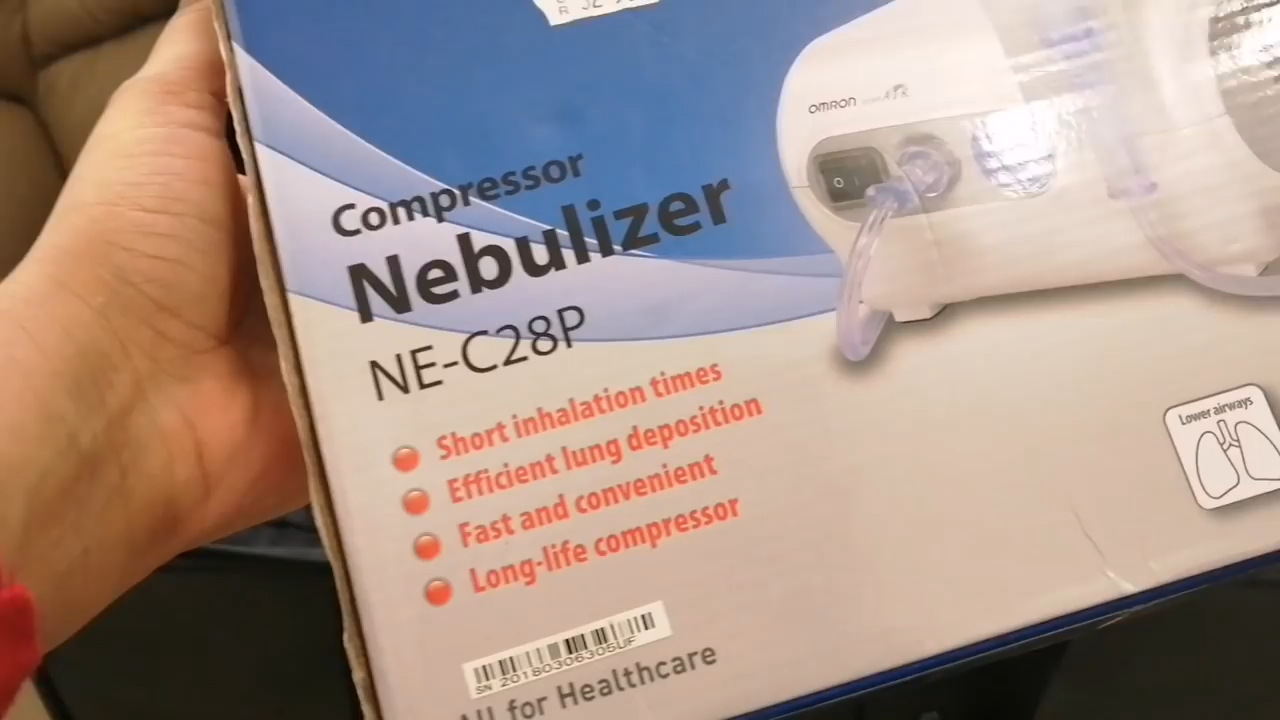 OMRON
Compressor
Nebulizer
NE-C28P
Short inhalation times
Efficient lung deposition
Fast and convenient
Long-life compressor
Lower airways
SN 20180306305UF
All for Healthcare